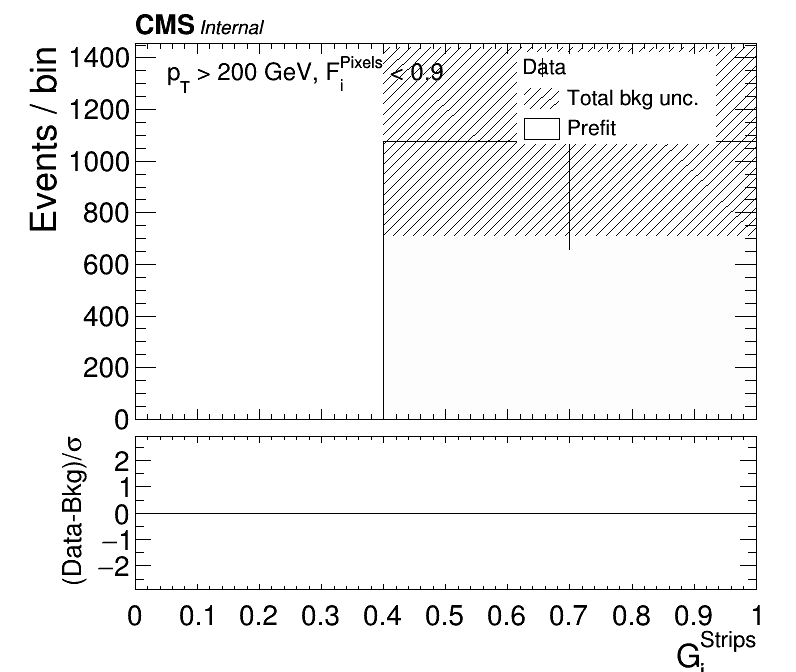 CMS Internal
Events / bin
1400
1200
1000
800
600
400
200
0
p_T > 200 GeV, F_i^Pixels < 0.9
Data
Total bkg unc.
Prefit
(Data-Bkg)/σ
2
1
0
−1
−2
0 0.1 0.2 0.3 0.4 0.5 0.6 0.7 0.8 0.9 1
G_i^Strips